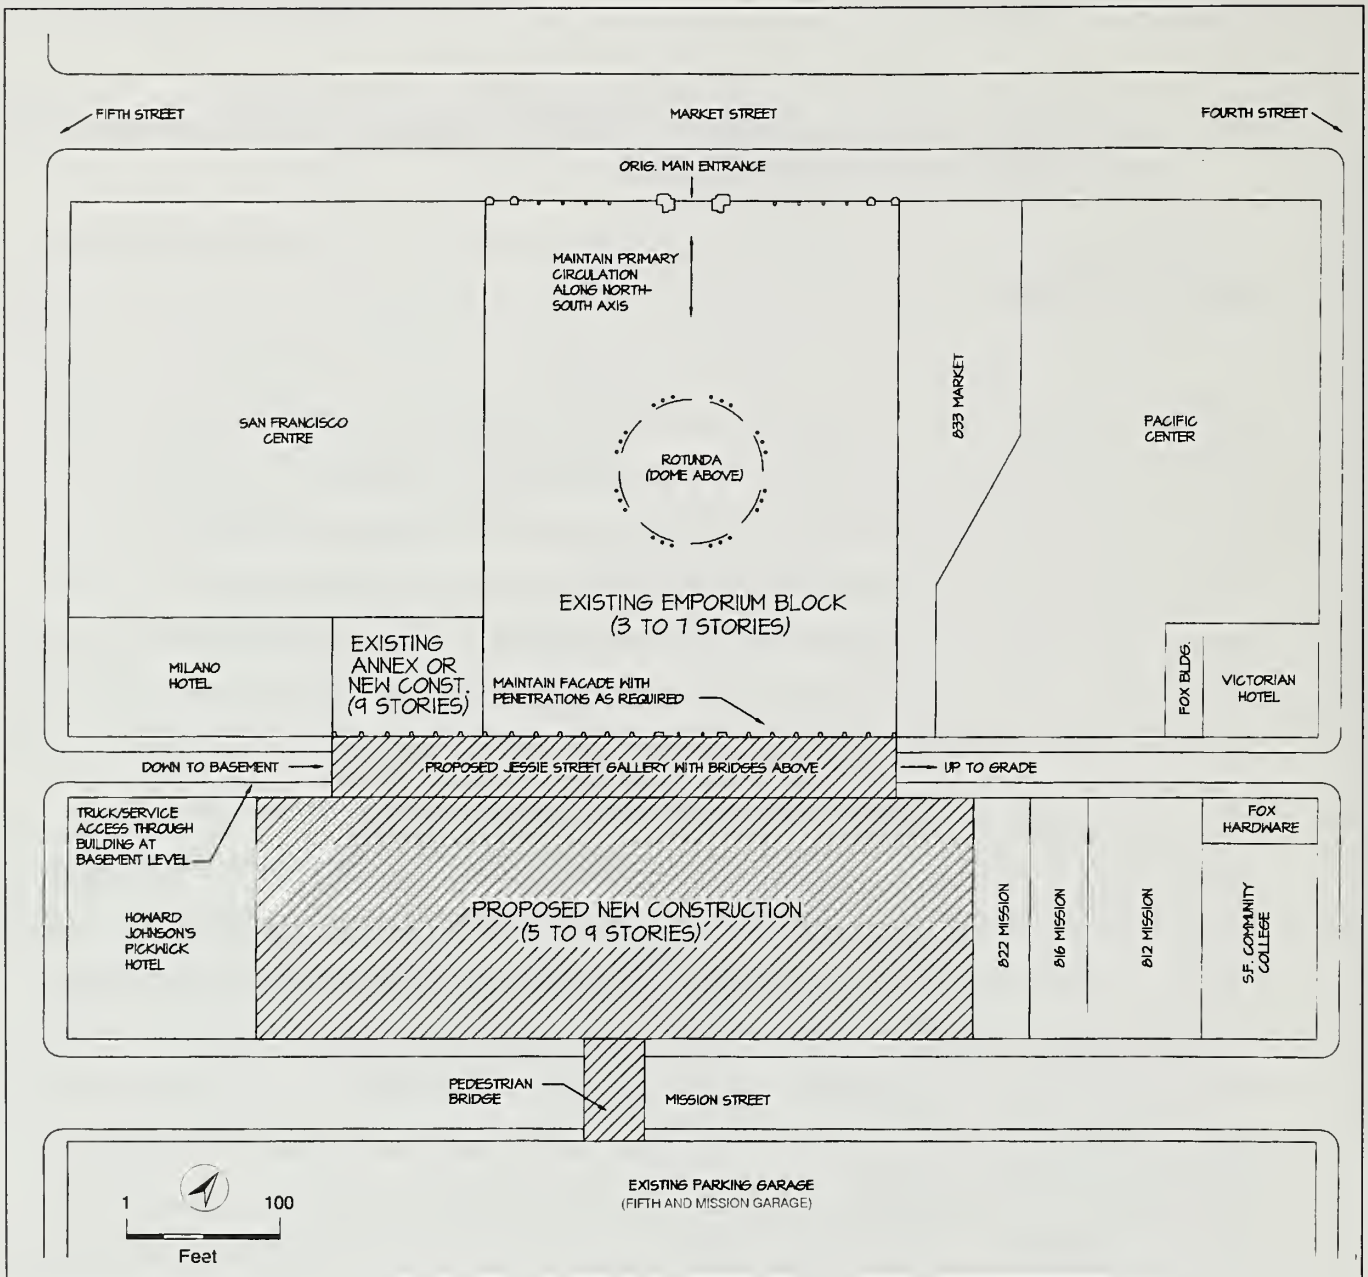 FIFTH STREET
MARKET STREET
FOURTH STREET
ORIG. MAIN ENTRANCE
MAINTAIN PRIMARY
CIRCULATION
ALONG NORTH-
SOUTH AXIS
833 MARKET
SAN FRANCISCO
CENTRE
PACIFIC
CENTER
ROTUNDA
(DOME ABOVE)
EXISTING EMPORIUM BLOCK
(3 TO 7 STORIES)
MILANO
HOTEL
EXISTING
ANNEX OR
NEW CONST.
(9 STORIES)
MAINTAIN FACADE WITH
PENETRATIONS AS REQUIRED
FOX BLDG.
VICTORIAN
HOTEL
DOWN TO BASEMENT
PROPOSED JESSIE STREET GALLERY WITH BRIDGES ABOVE
UP TO GRADE
TRUCK/SERVICE
ACCESS THROUGH
BUILDING AT
BASEMENT LEVEL
FOX
HARDWARE
HOWARD
JOHNSON'S
PICKWICK
HOTEL
PROPOSED NEW CONSTRUCTION
(5 TO 9 STORIES)
822 MISSION
816 MISSION
812 MISSION
S.F. COMMUNITY
COLLEGE
PEDESTRIAN
BRIDGE
MISSION STREET
EXISTING PARKING GARAGE
(FIFTH AND MISSION GARAGE)
1 100
Feet